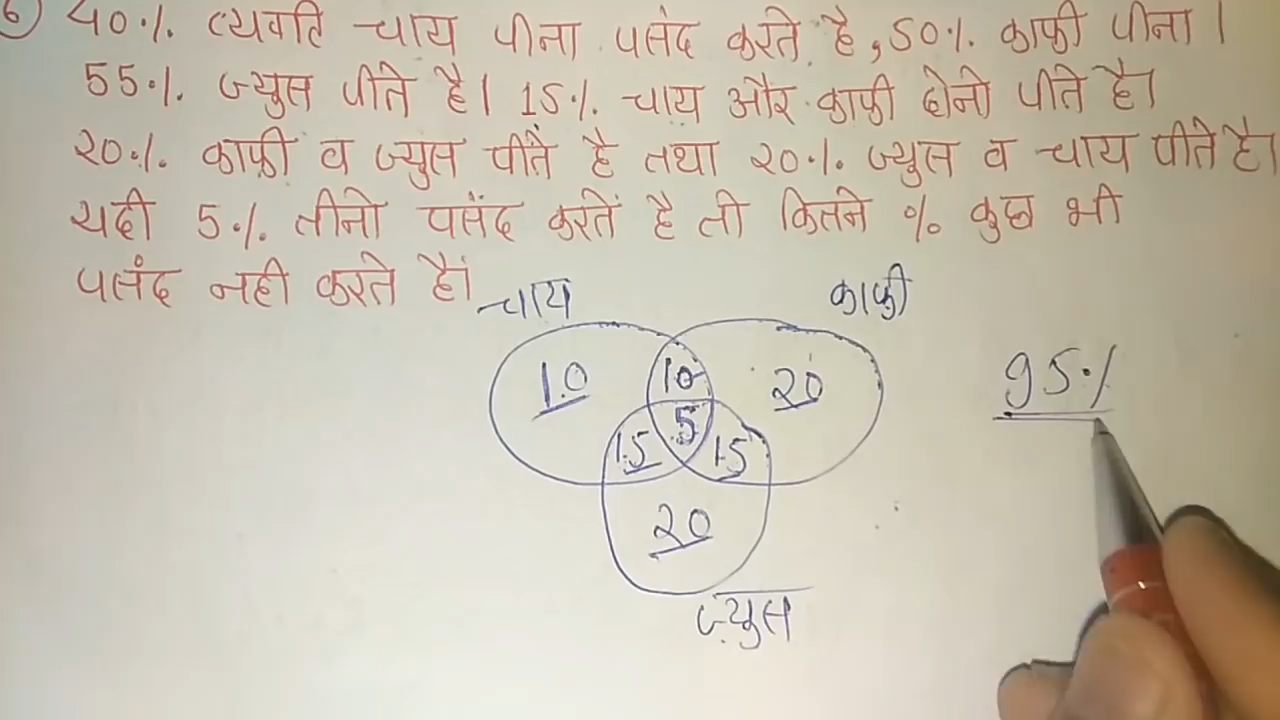 6 40%. व्यक्ति चाय पीना पसंद करते है, 50%. काफी पीना ।
55%. ज्युस पीते है। 15%. चाय और काफी दोनो पीते है।
20%. काफी व ज्युस पीते है तथा 20%. ज्युस व चाय पीते है।
यदी 5%. तीनो पसंद करते है तो कितने % कुछ भी
पसंद नही करते है।
चाय काफी
10 10 20 95%
15 5 15
20
ज्युस